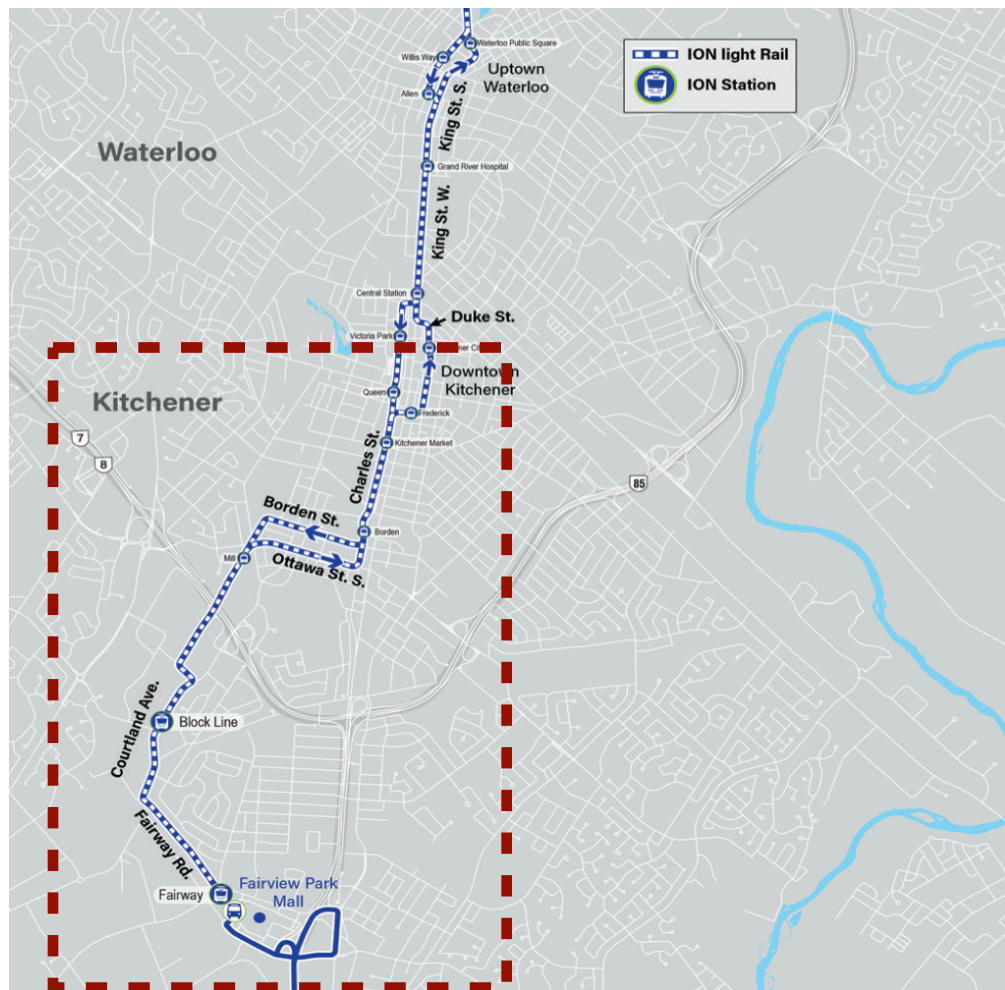 Waterloo Public Square
Willis Way
Uptown
Waterloo
Allen
King St. S.
ION light Rail
ION Station
Waterloo
Grand River Hospital
King St. W.
Central Station
Duke St.
Victoria Park
Downtown
Kitchener
Kitchener
Queen
Frederick
7
8
Kitchener Market
Charles St.
85
Borden St.
Borden
Mill
Ottawa St. S.
Courtland Ave.
Block Line
Fairway Rd.
Fairway
Fairview Park
Mall